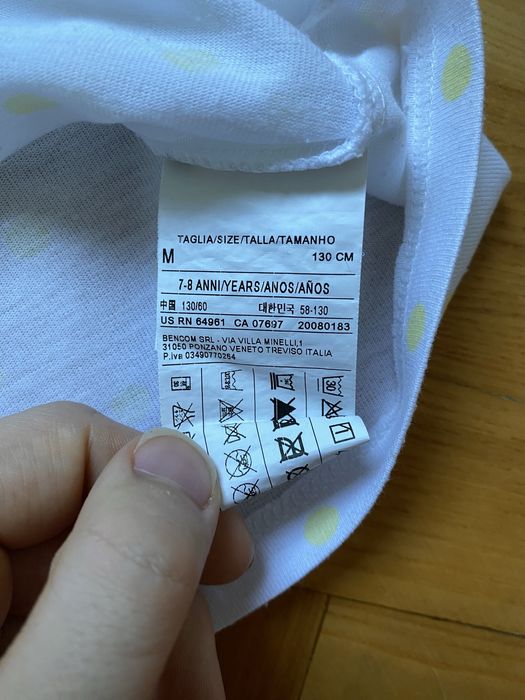 TAGLIA/SIZE/TALLA/TAMANHO
M 130 CM
7-8 ANNI/YEARS/ANOS/AÑOS
中国 130/60 대한민국 58-130
US RN 64961 CA 07697 20080183
BENCOM SRL - VIA VILLA MINELLI,1
31050 PONZANO VENETO TREVISO ITALIA
P.iva 03490770264